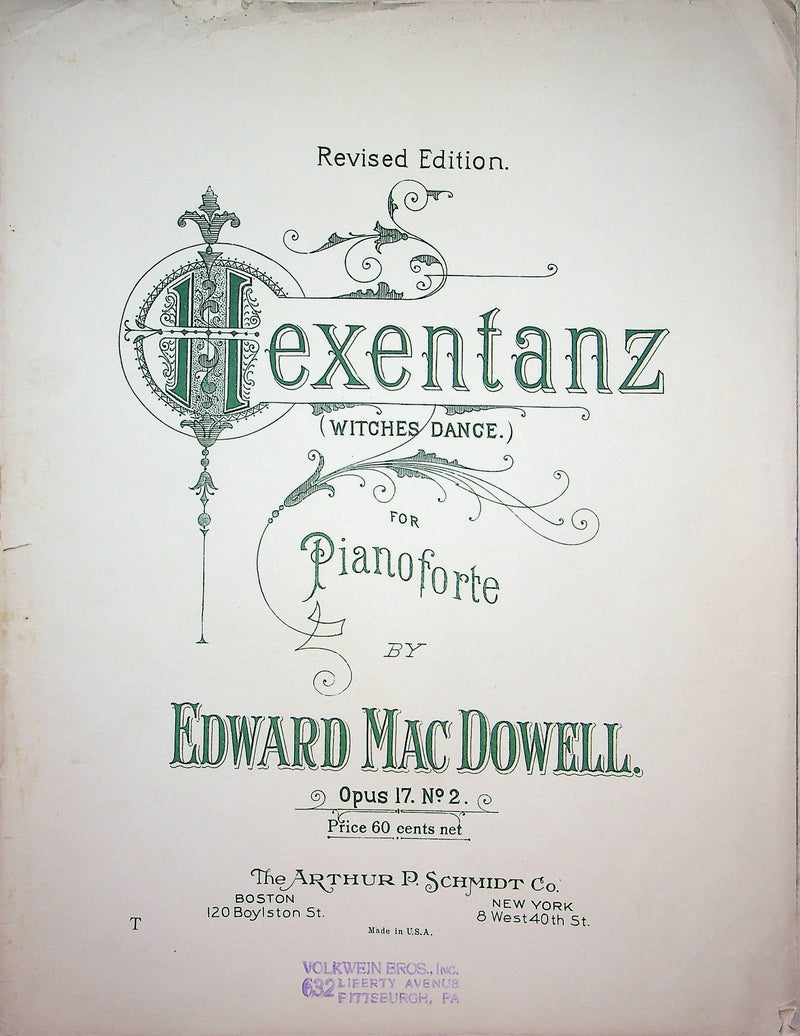 Revised Edition.
Hexentanz
(WITCHES DANCE.)
FOR
Pianoforte
BY
EDWARD MAC DOWELL.
Opus 17. Nº 2.
Price 60 cents net
The ARTHUR P. SCHMIDT Co.
BOSTON
120 Boylston St.
NEW YORK
8 West 40th St.
T
Made in U.S.A.
VOLKWEIN BROS., INC.
632 LIBERTY AVENUE
PITTSBURGH, PA